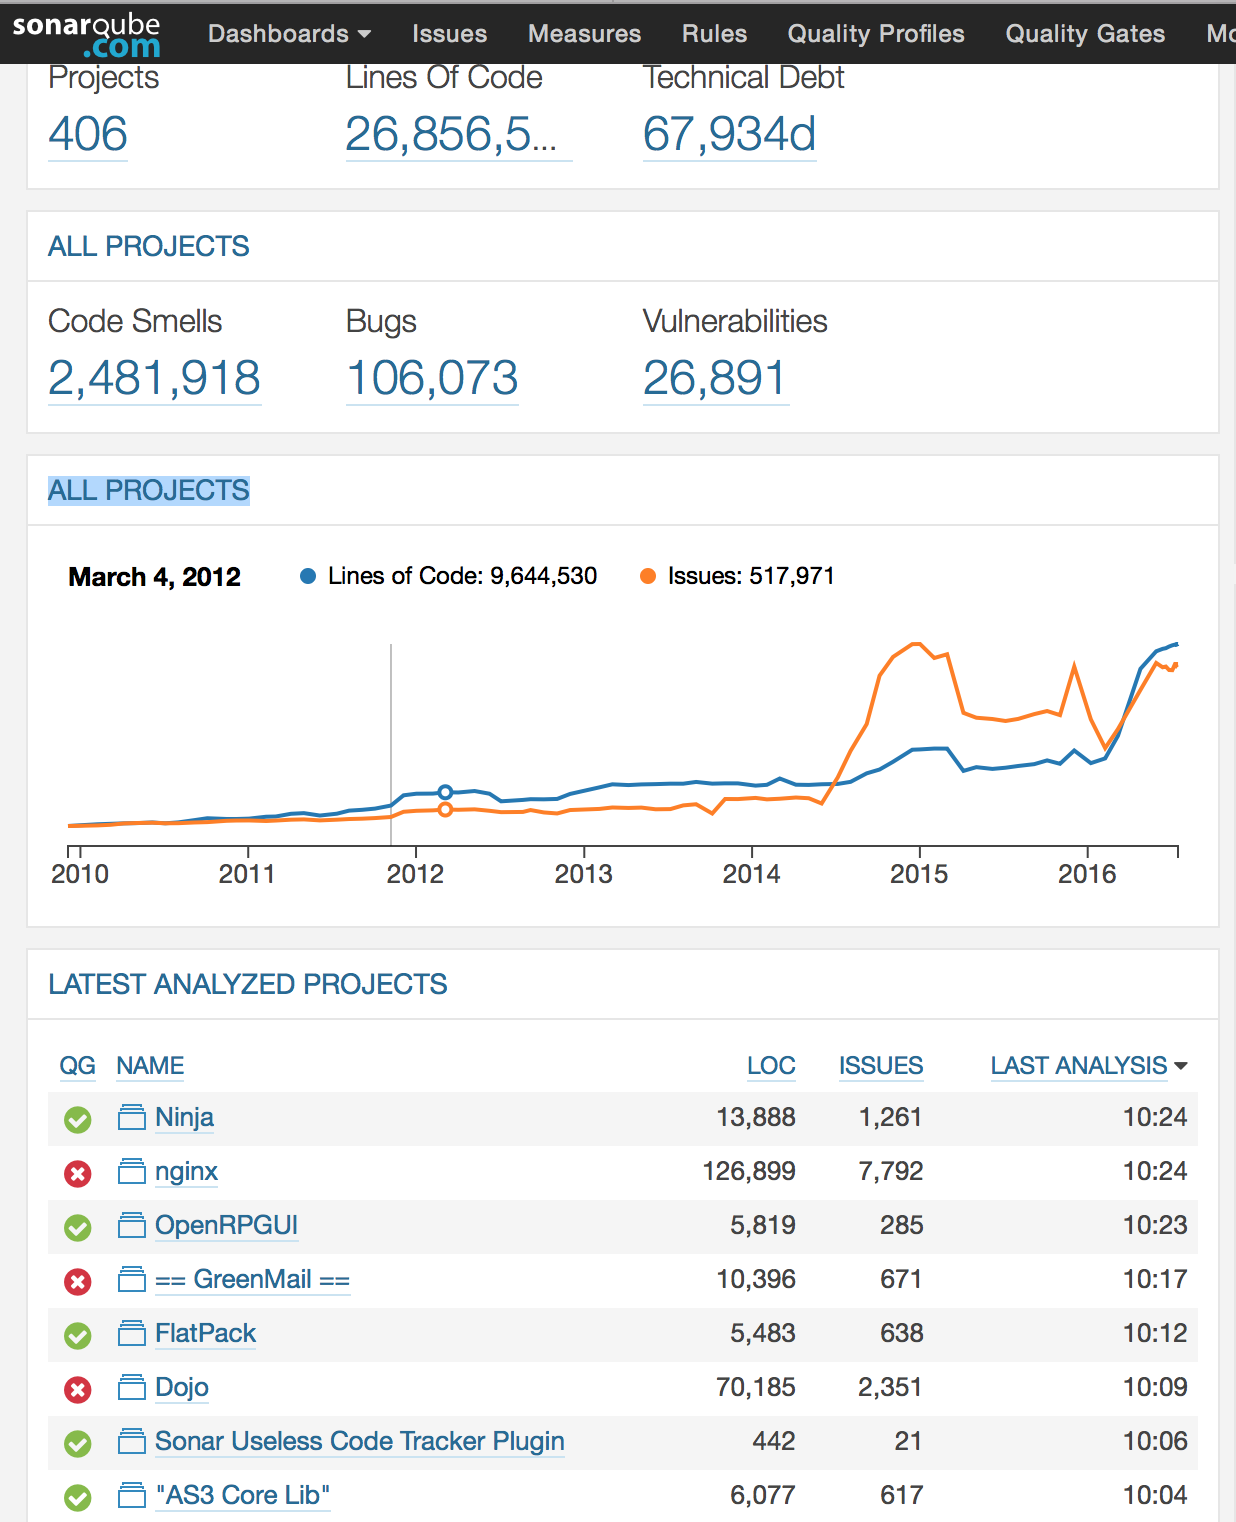 sonarqube .com Dashboards Issues Measures Rules Quality Profiles Quality Gates
Projects Lines Of Code Technical Debt
406 26,856,5... 67,934d
ALL PROJECTS
Code Smells Bugs Vulnerabilities
2,481,918 106,073 26,891
ALL PROJECTS
March 4, 2012 Lines of Code: 9,644,530 Issues: 517,971
2010 2011 2012 2013 2014 2015 2016
LATEST ANALYZED PROJECTS
QG NAME LOC ISSUES LAST ANALYSIS
Ninja 13,888 1,261 10:24
nginx 126,899 7,792 10:24
OpenRPGUI 5,819 285 10:23
== GreenMail == 10,396 671 10:17
FlatPack 5,483 638 10:12
Dojo 70,185 2,351 10:09
Sonar Useless Code Tracker Plugin 442 21 10:06
"AS3 Core Lib" 6,077 617 10:04